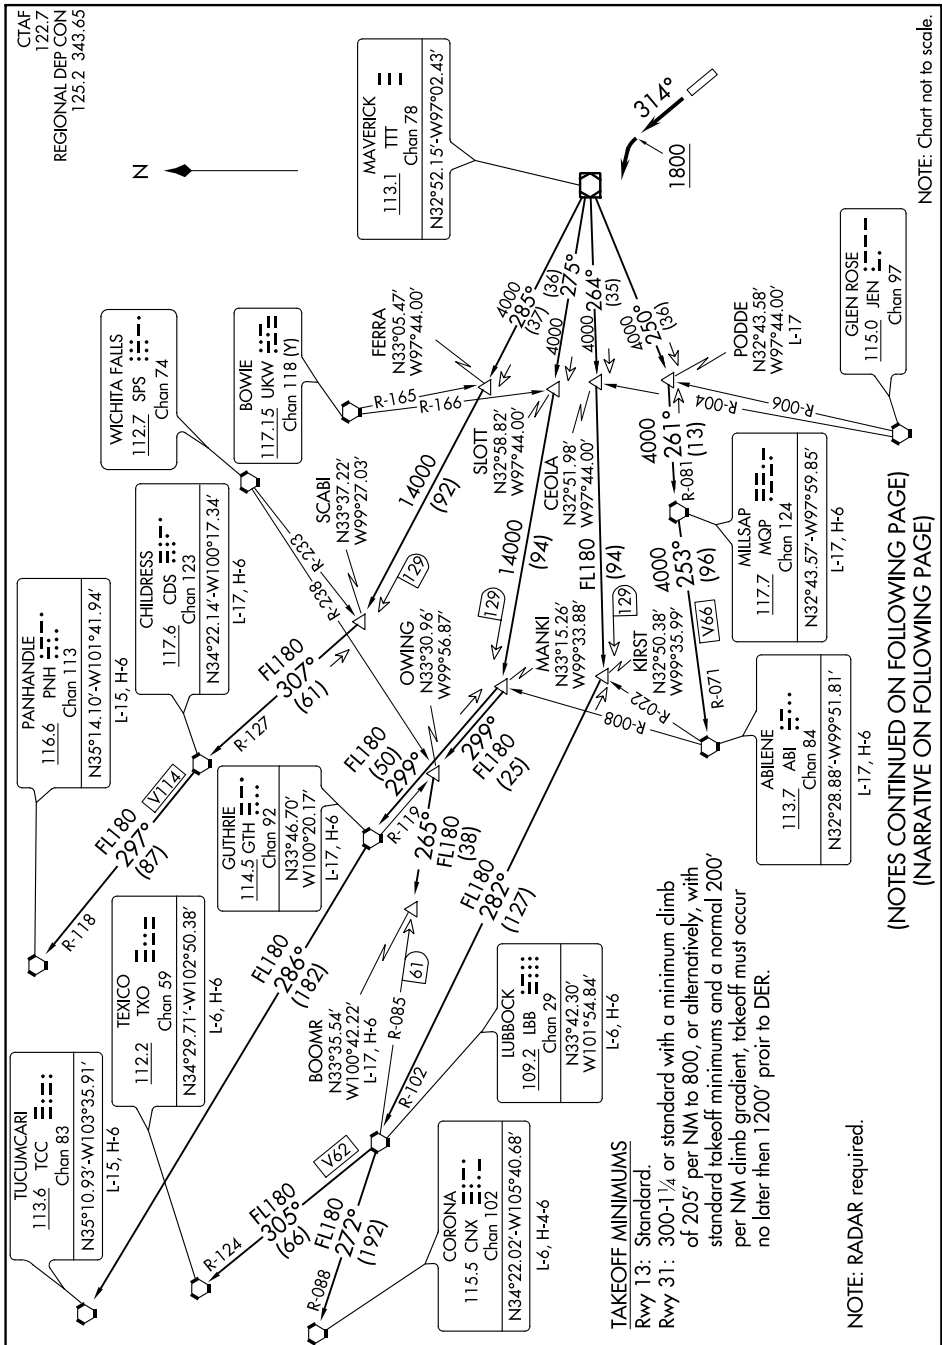 CTAF
122.7
REGIONAL DEP CON
125.2 343.65
N
MAVERICK
113.1 TTT
Chan 78
N32°52.15'-W97°02.43'
314°
1800
NOTE: Chart not to scale.
WICHITA FALLS
112.7 SPS
Chan 74
BOWIE
117.15 UKW
Chan 118 (Y)
R-165
R-166
FERRA
N33°05.47'
W97°44.00'
4000
285°
(37)
4000
275°
(36)
4000
264°
(35)
4000
250°
(36)
PODDE
N32°43.58'
W97°44.00'
L-17
GLEN ROSE
115.0 JEN
Chan 97
R-004
R-006
SLOTT
N32°58.82'
W97°44.00'
CEOLA
N32°51.98'
W97°44.00'
4000
261°
(13)
R-081
MILLSAP
117.7 MQP
Chan 124
N32°43.57'-W97°59.85'
L-17, H-6
4000
253°
(96)
V66
R-071
PANHANDLE
116.6 PNH
Chan 113
N35°14.10'-W101°41.94'
L-15, H-6
CHILDRESS
117.6 CDS
Chan 123
N34°22.14'-W100°17.34'
L-17, H-6
R-233
R-238
SCABI
N33°37.22'
W99°27.03'
14000
(92)
129
14000
(94)
129
FL180
(94)
129
FL180
307°
(61)
R-127
V114
FL180
297°
(87)
R-118
OWING
N33°30.96'
W99°56.87'
MANKI
N33°15.26'
W99°33.88'
KIRST
N32°50.38'
W99°35.99'
R-022
R-008
ABILENE
113.7 ABI
Chan 84
N32°28.88'-W99°51.81'
L-17, H-6
FL180
(50)
299°
299°
FL180
(25)
GUTHRIE
114.5 GTH
Chan 92
N33°46.70'
W100°20.17'
L-17, H-6
R-119
265°
FL180
(38)
FL180
282°
(127)
FL180
286°
(182)
TEXICO
112.2 TXO
Chan 59
N34°29.71'-W102°50.38'
L-6, H-6
TUCUMCARI
113.6 TCC
Chan 83
N35°10.93'-W103°35.91'
L-15, H-6
BOOMR
N33°35.54'
W100°42.22'
L-17, H-6
R-085
61
R-102
LUBBOCK
109.2 LBB
Chan 29
N33°42.30'
W101°54.84'
L-6, H-6
V62
FL180
305°
(66)
R-124
FL180
272°
(192)
R-088
CORONA
115.5 CNX
Chan 102
N34°22.02'-W105°40.68'
L-6, H-4-6
TAKEOFF MINIMUMS
Rwy 13: Standard.
Rwy 31: 300-1¼ or standard with a minimum climb
of 205' per NM to 800, or alternatively, with
standard takeoff minimums and a normal 200'
per NM climb gradient, takeoff must occur
no later then 1200' proir to DER.
NOTE: RADAR required.
(NOTES CONTINUED ON FOLLOWING PAGE)
(NARRATIVE ON FOLLOWING PAGE)